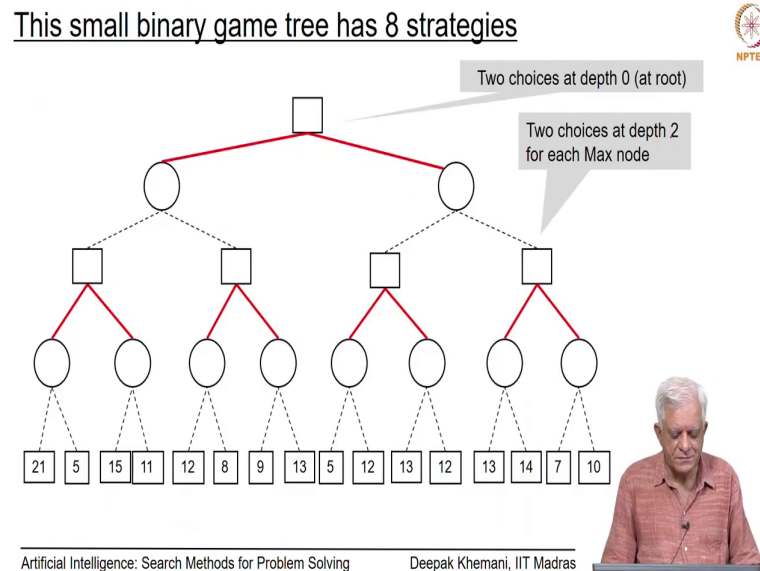 This small binary game tree has 8 strategies
NPTE
Two choices at depth 0 (at root)
Two choices at depth 2
for each Max node
21 5 15 11 12 8 9 13 5 12 13 12 13 14 7 10
Artificial Intelligence: Search Methods for Problem Solving Deepak Khemani, IIT Madras